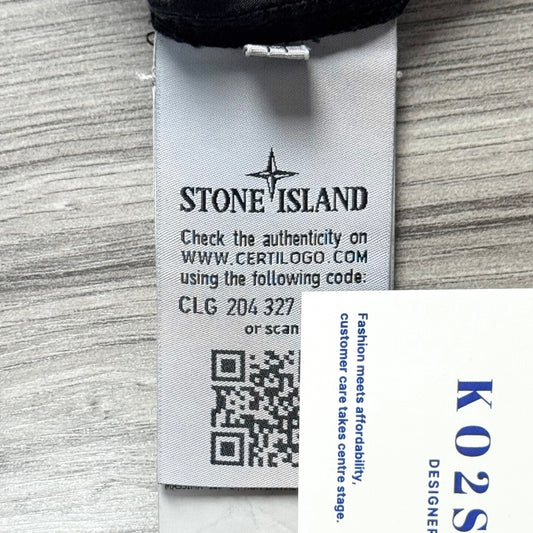 STONE ISLAND
Check the authenticity on
WWW.CERTILOGO.COM
using the following code:
CLG 204 327
or scan
Fashion meets affordability,
customer care takes centre stage.
KO2S
DESIGNER